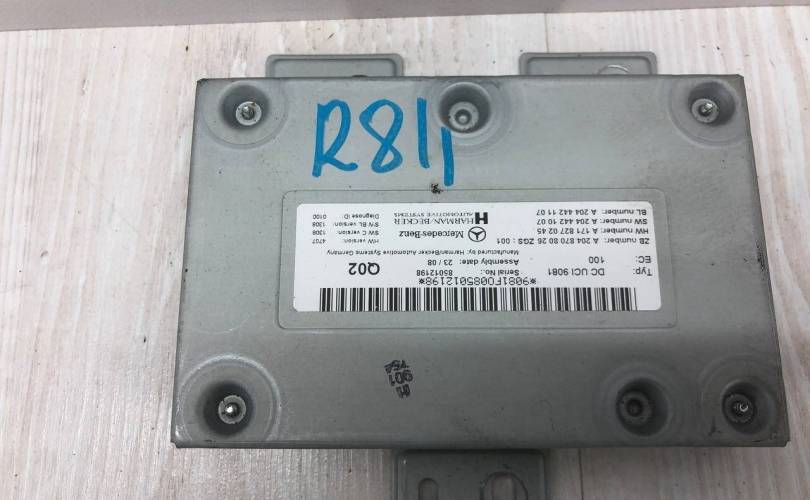 R811
*9081F0085012198*
Typ: DC UCI 9081 Serial No.: 85012198
EC: 100 Assembly date: 23 / 08 Q02
Manufactured by: Harman/Becker Automotive Systems Germany
ZB number: A 204 870 80 26 ZGS : 001
HW number: A 171 827 02 45
SW number: A 204 442 10 07
BL number: A 204 442 11 07
Mercedes-Benz
HARMAN/BECKER
AUTOMOTIVE SYSTEMS
HW version: 4707
SW C version: 1308
SW BL version: 1308
Diagnose ID: 0100
901